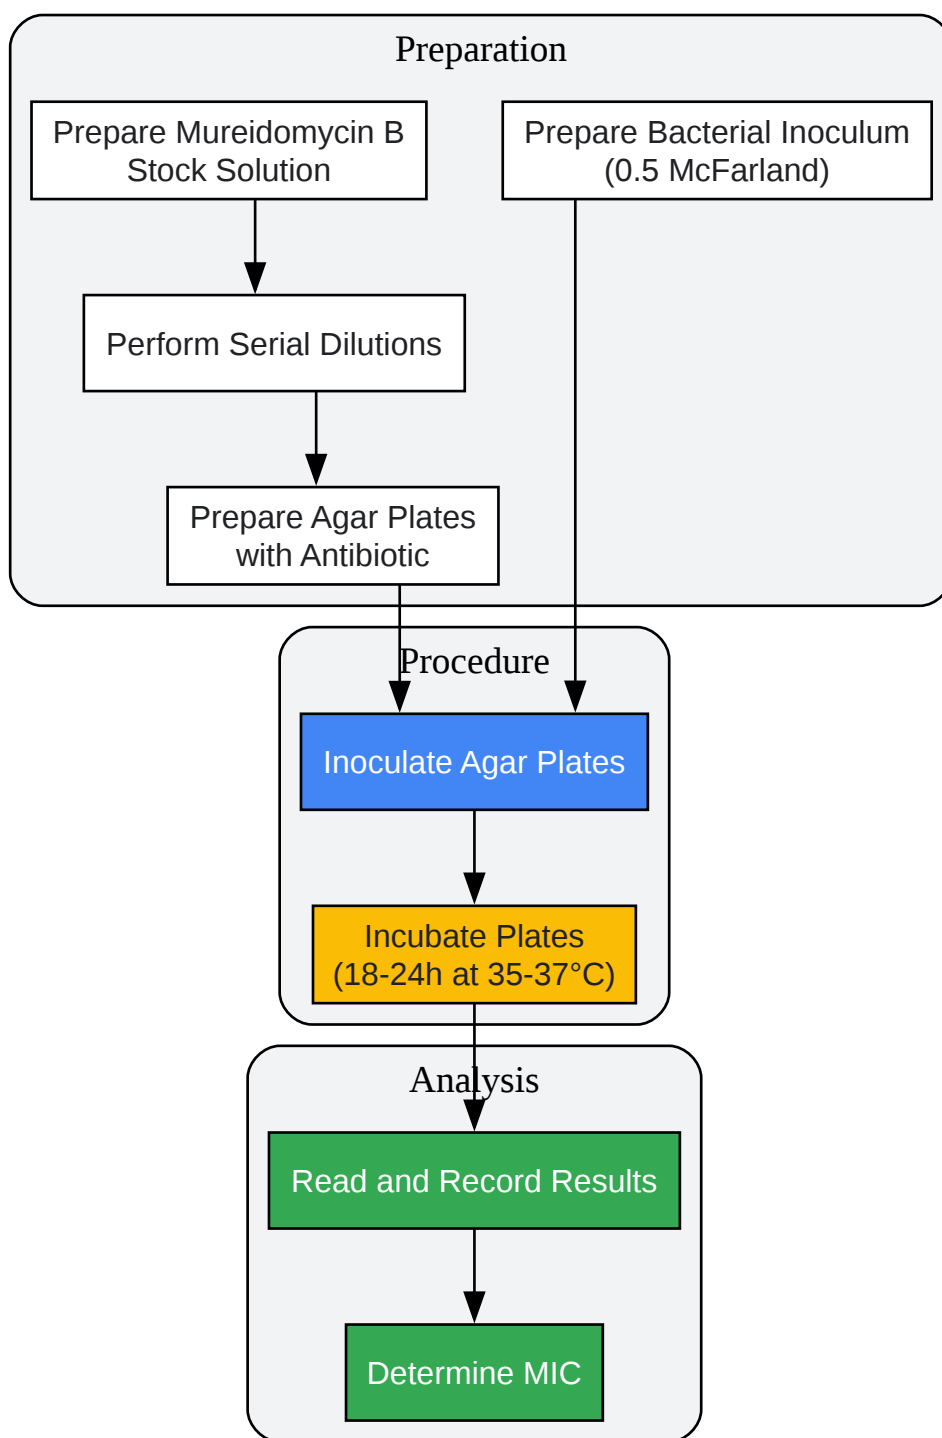 Preparation
Prepare Mureidomycin B
Stock Solution
Prepare Bacterial Inoculum
(0.5 McFarland)
Perform Serial Dilutions
Prepare Agar Plates
with Antibiotic
Procedure
Inoculate Agar Plates
Incubate Plates
(18-24h at 35-37°C)
Analysis
Read and Record Results
Determine MIC